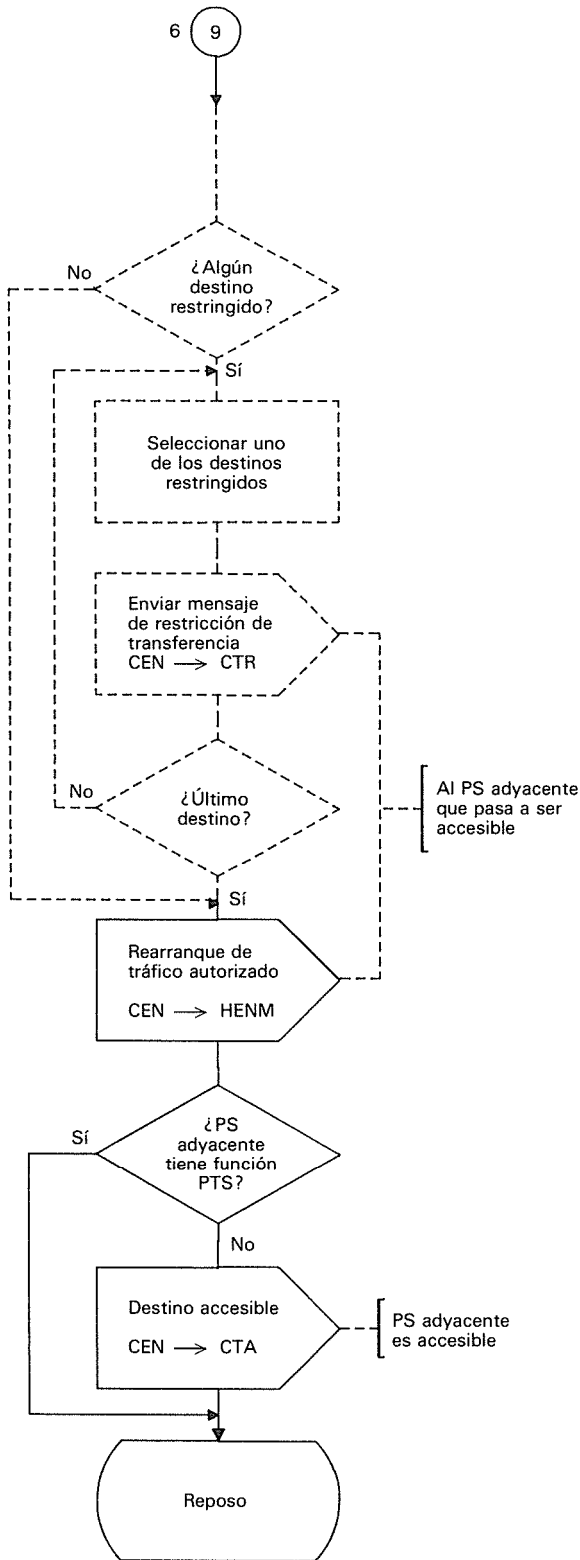 6 9
¿Algún
destino
restringido?
No
Sí
Seleccionar uno
de los destinos
restringidos
Enviar mensaje
de restricción de
transferencia
CEN → CTR
¿Último
destino?
No
Sí
Al PS adyacente
que pasa a ser
accesible
Rearranque de
tráfico autorizado
CEN → HENM
¿PS
adyacente
tiene función
PTS?
Sí
No
Destino accesible
CEN → CTA
PS adyacente
es accesible
Reposo